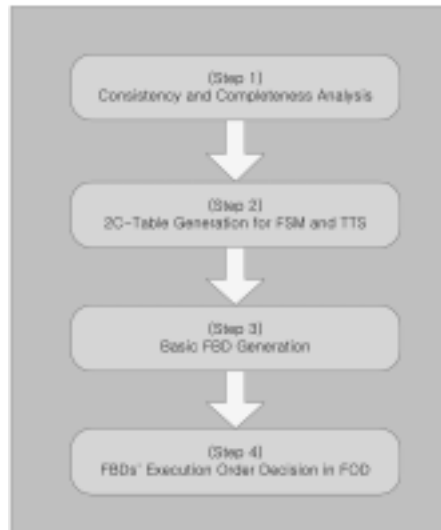 (Step 1)
Consistency and Completeness Analysis
(Step 2)
2C-Table Generation for FSM and TTS
(Step 3)
Basic FBD Generation
(Step 4)
FBDs' Execution Order Decision in FOD